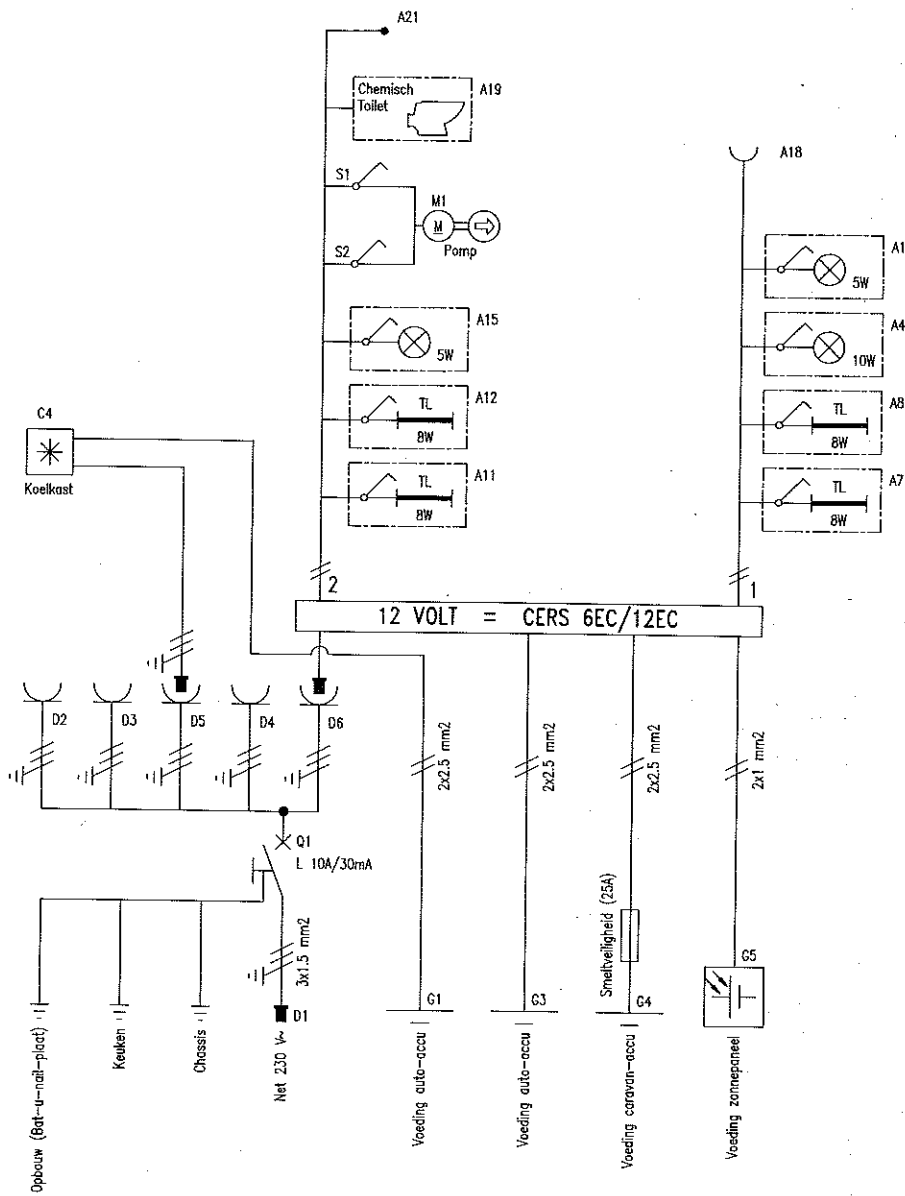 A21
Chemisch
Toilet
A19
A18
S1
M1
M
Pomp
S2
A1
5W
A15
5W
A4
10W
A12
TL
8W
A8
TL
8W
C4
Koelkast
A11
TL
8W
A7
TL
8W
2
1
12 VOLT = CERS 6EC/12EC
D2
D3
D5
D4
D6
2x2.5 mm2
2x2.5 mm2
2x2.5 mm2
2x1 mm2
Q1
L 10A/30mA
3x1.5 mm2
Smeltveiligheid (25A)
D1
G1
G3
G4
G5
Opbouw (Bat-u-nail-plaat)
Keuken
Chassis
Net 230 V~
Voeding auto-accu
Voeding auto-accu
Voeding caravan-accu
Voeding zonnepaneel